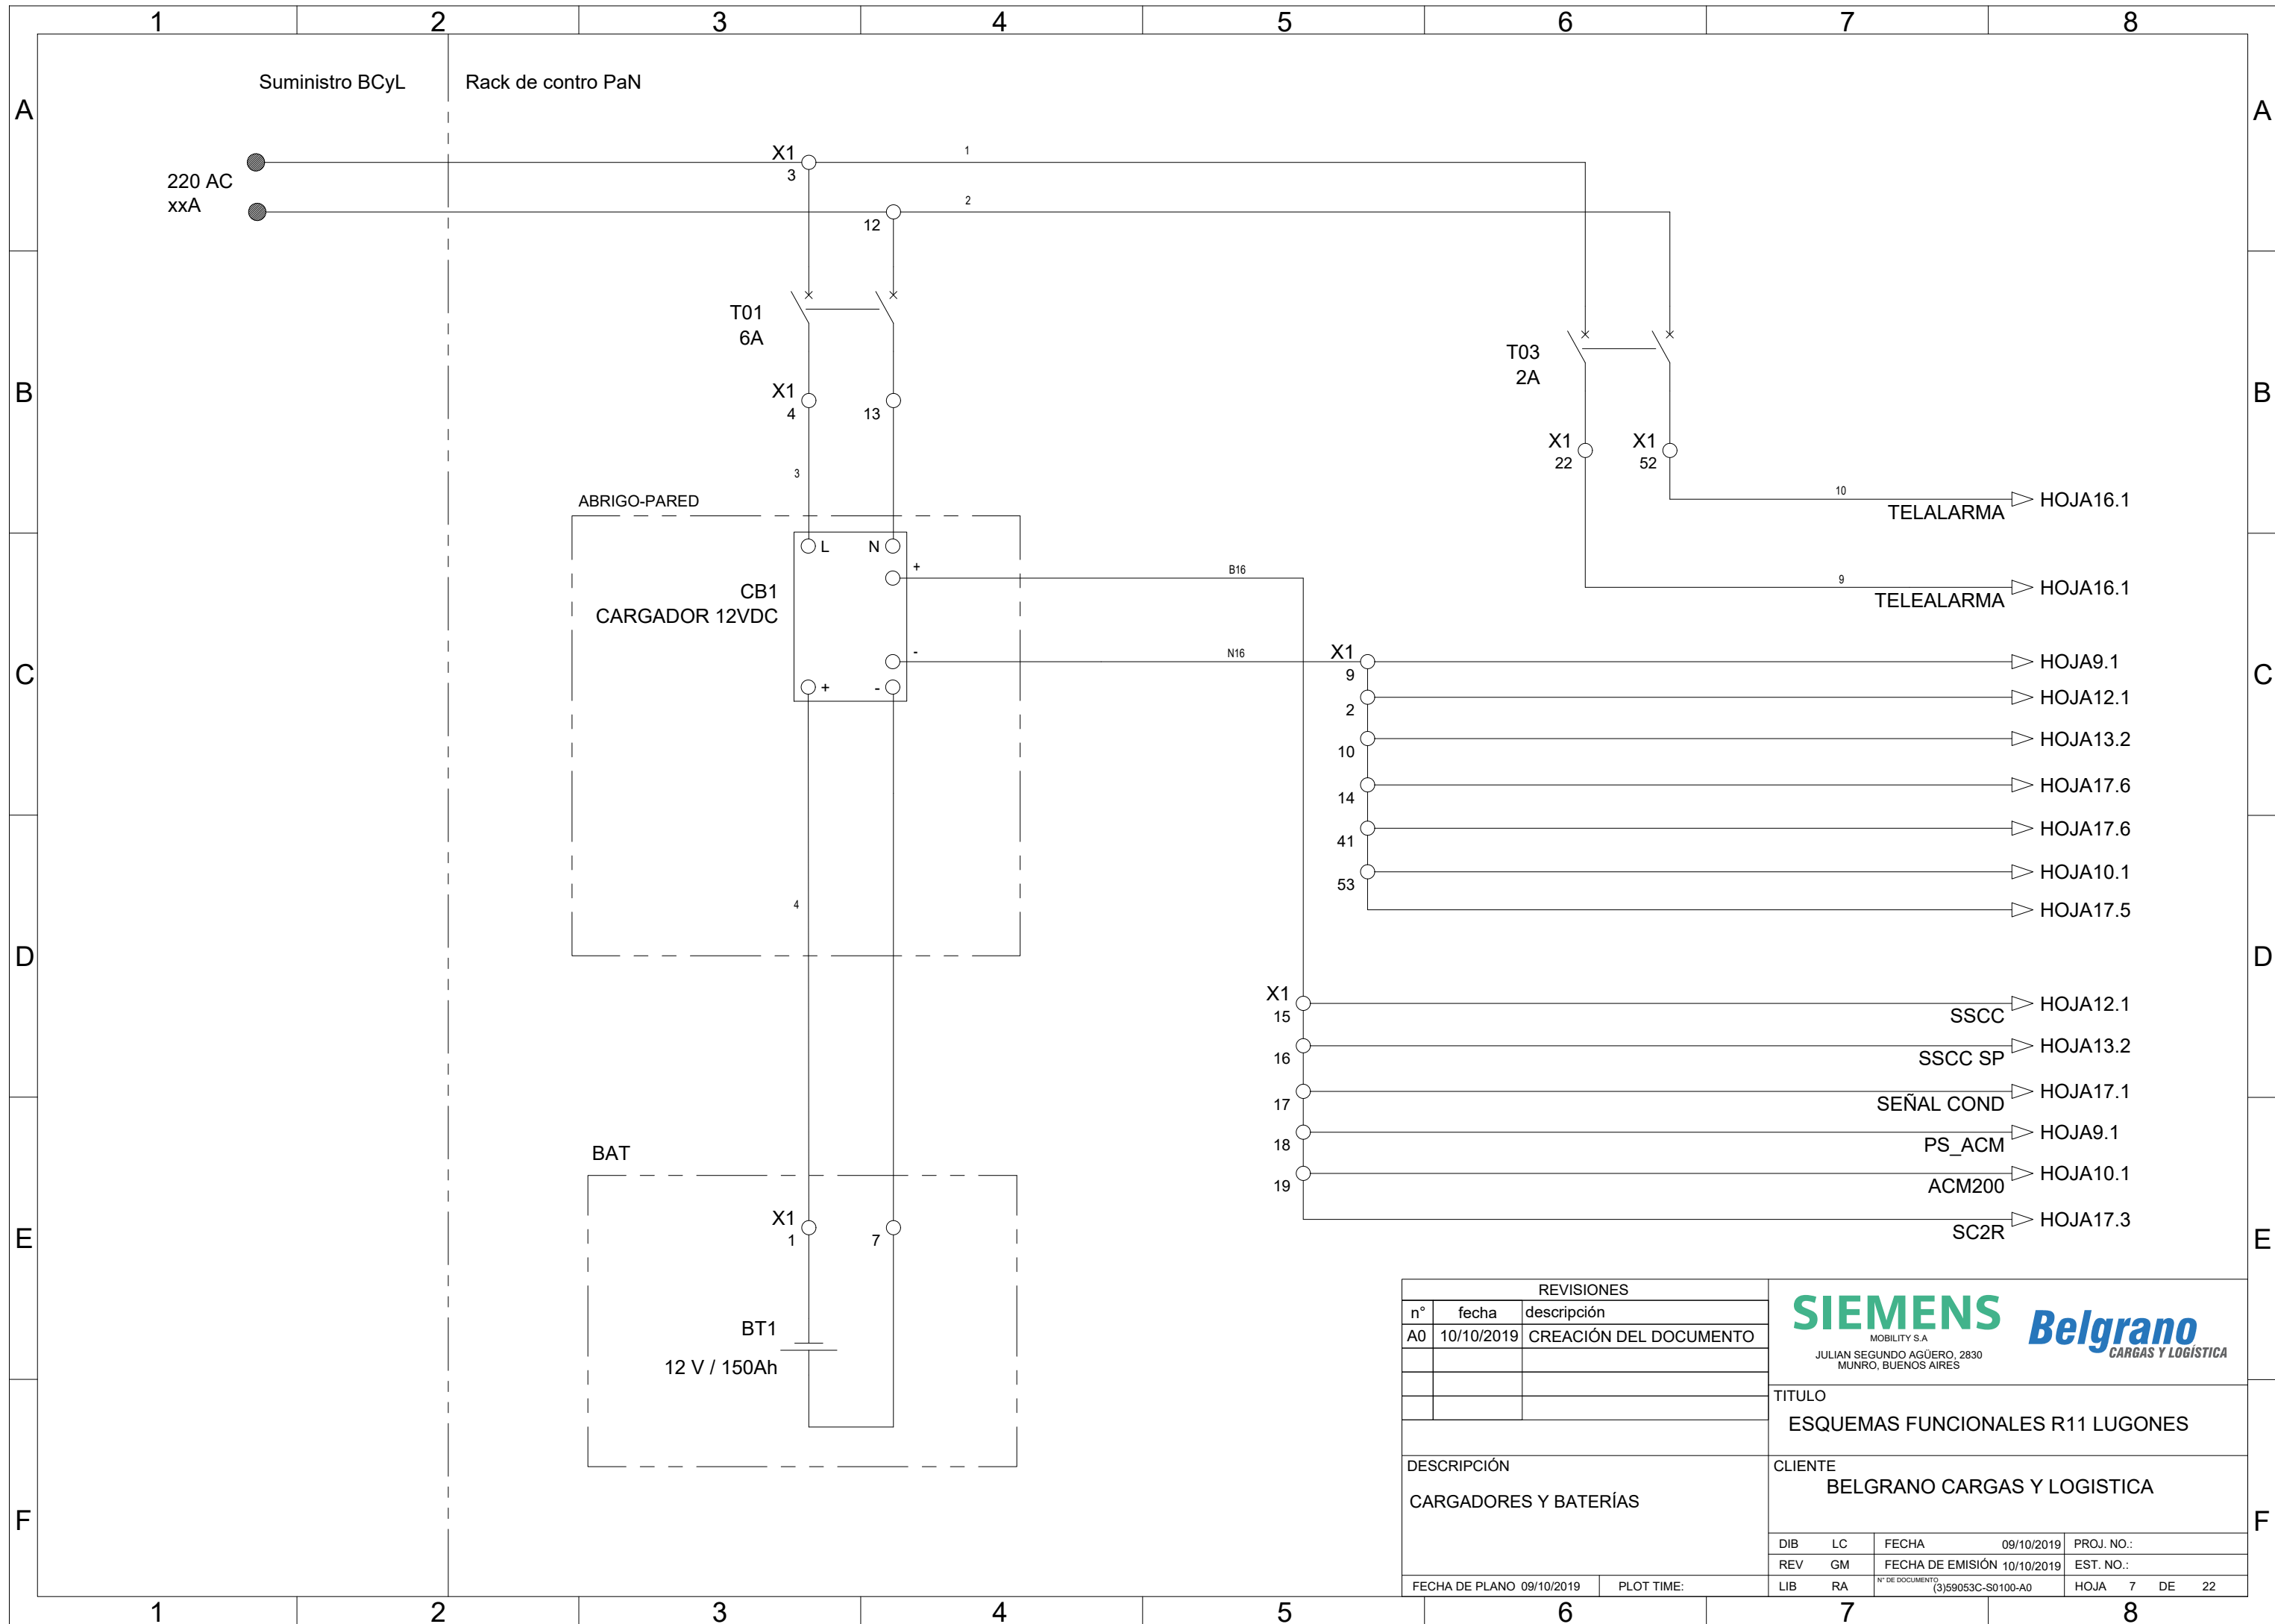 1 2 3 4 5 6 7 8
A A
B B
C C
D D
E E
F F
Suministro BCyL
Rack de contro PaN
220 AC
xxA
X1
3
1
12
2
T01
6A
X1
4
13
3
T03
2A
X1
22
X1
52
10
TELALARMA
HOJA16.1
9
TELEALARMA
HOJA16.1
ABRIGO-PARED
L
N
+
CB1
CARGADOR 12VDC
-
+
-
B16
N16
X1
9
HOJA9.1
2
HOJA12.1
10
HOJA13.2
14
HOJA17.6
41
HOJA17.6
53
HOJA10.1
HOJA17.5
4
X1
15
SSCC
HOJA12.1
16
SSCC SP
HOJA13.2
17
SEÑAL COND
HOJA17.1
18
PS_ACM
HOJA9.1
19
ACM200
HOJA10.1
SC2R
HOJA17.3
BAT
X1
1
7
BT1
12 V / 150Ah
REVISIONES
n° fecha descripción
A0 10/10/2019 CREACIÓN DEL DOCUMENTO
SIEMENS
MOBILITY S.A
JULIAN SEGUNDO AGÜERO, 2830
MUNRO, BUENOS AIRES
Belgrano
CARGAS Y LOGÍSTICA
TITULO
ESQUEMAS FUNCIONALES R11 LUGONES
DESCRIPCIÓN
CARGADORES Y BATERÍAS
CLIENTE
BELGRANO CARGAS Y LOGISTICA
DIB LC FECHA 09/10/2019 PROJ. NO.:
REV GM FECHA DE EMISIÓN 10/10/2019 EST. NO.:
FECHA DE PLANO 09/10/2019 PLOT TIME: LIB RA N° DE DOCUMENTO (3)59053C-S0100-A0 HOJA 7 DE 22
1 2 3 4 5 6 7 8